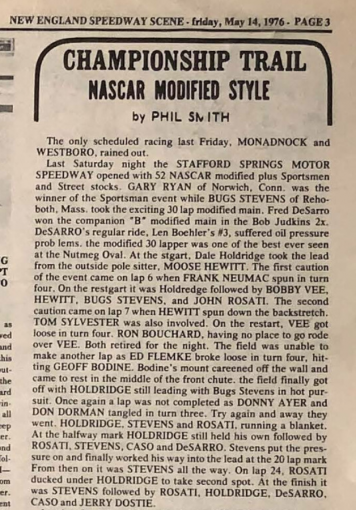 NEW ENGLAND SPEEDWAY SCENE - friday, May 14, 1976 - PAGE 3
CHAMPIONSHIP TRAIL
NASCAR MODIFIED STYLE
by PHIL SMITH
The only scheduled racing last Friday, MONADNOCK and
WESTBORO, rained out.
Last Saturday night the STAFFORD SPRINGS MOTOR
SPEEDWAY opened with 52 NASCAR modified plus Sportsmen
and Street stocks. GARY RYAN of Norwich, Conn. was the
winner of the Sportsmen event while BUGS STEVENS of Reho-
both, Mass. took the exciting 30 lap modified main. Fred DeSarro
won the companion "B" modified main in the Bob Judkins 2x.
DeSARRO's regular ride, Len Boehler's #3, suffered oil pressure
prob lems. the modified 30 lapper was one of the best ever seen
at the Nutmeg Oval. At the stgart, Dale Holdridge took the lead
from the outside pole sitter, MOOSE HEWITT. The first caution
of the event came on lap 6 when FRANK NEUMAC spun in turn
four. On the restgart it was Holdredge followed by BOBBY VEE,
HEWITT, BUGS STEVENS, and JOHN ROSATI. The second
caution came on lap 7 when HEWITT spun down the backstretch.
TOM SYLVESTER was also involved. On the restart, VEE got
loose in turn four. RON BOUCHARD, having no place to go rode
over VEE. Both retired for the night. The field was unable to
make another lap as ED FLEMKE broke loose in turn four, hit-
ting GEOFF BODINE. Bodine's mount careened off the wall and
came to rest in the middle of the front chute. the field finally got
off with HOLDRIDGE still leading with Bugs Stevens in hot pur-
suit. Once again a lap was not completed as DONNY AYER and
DON DORMAN tangled in turn three. Try again and away they
went. HOLDRIDGE, STEVENS and ROSATI, running a blanket.
At the halfway mark HOLDRIDGE still held his own followed by
ROSATI, STEVENS, CASO and DeSARRO. Stevens put the pres-
sure on and finally worked his way into the lead at the 20 lap mark
From then on it was STEVENS all the way. On lap 24, ROSATI
ducked under HOLDRIDGE to take second spot. At the finish it
was STEVENS followed by ROSATI, HOLDRIDGE, DeSARRO,
CASO and JERRY DOSTIE.